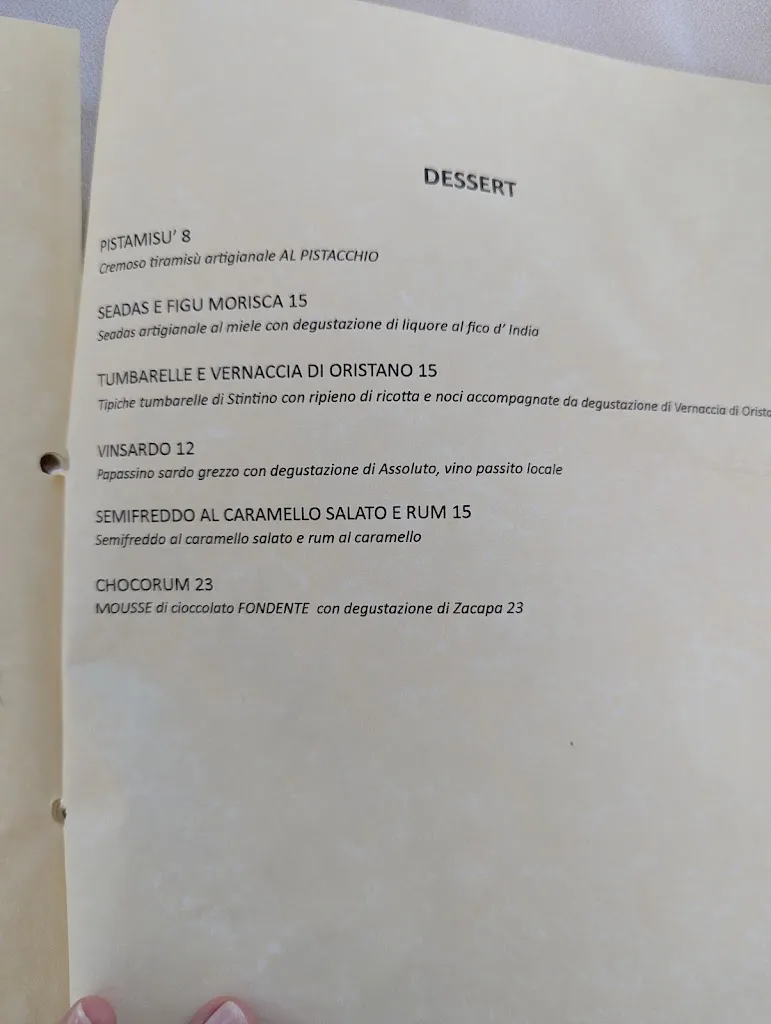 DESSERT
PISTAMISU' 8
Cremoso tiramisù artigianale AL PISTACCHIO
SEADAS E FIGU MORISCA 15
Seadas artigianale al miele con degustazione di liquore al fico d' India
TUMBARELLE E VERNACCIA DI ORISTANO 15
Tipiche tumbarelle di Stintino con ripieno di ricotta e noci accompagnate da degustazione di Vernaccia di Orista
VINSARDO 12
Papassino sardo grezzo con degustazione di Assoluto, vino passito locale
SEMIFREDDO AL CARAMELLO SALATO E RUM 15
Semifreddo al caramello salato e rum al caramello
CHOCORUM 23
MOUSSE di cioccolato FONDENTE con degustazione di Zacapa 23